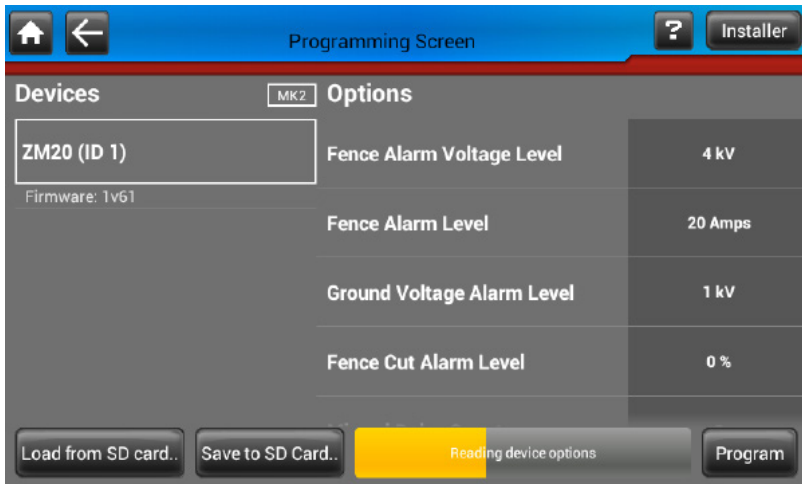 Programming Screen
?
Installer
Devices
MK2
Options
ZM20 (ID 1)
Firmware: 1v61
Fence Alarm Voltage Level
4 kV
Fence Alarm Level
20 Amps
Ground Voltage Alarm Level
1 kV
Fence Cut Alarm Level
0 %
Load from SD card..
Save to SD Card..
Reading device options
Program